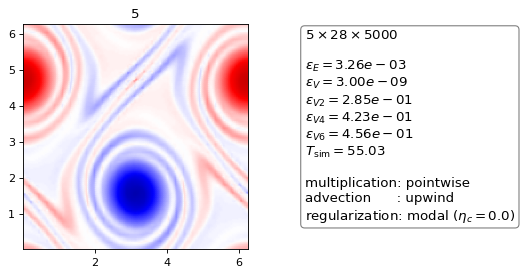 5
6
5
4
3
2
1
2
4
6
5 × 28 × 5000
ε_E = 3.26e − 03
ε_V = 3.00e − 09
ε_V2 = 2.85e − 01
ε_V4 = 4.23e − 01
ε_V6 = 4.56e − 01
T_sim = 55.03
multiplication: pointwise
advection : upwind
regularization: modal (η_c = 0.0)